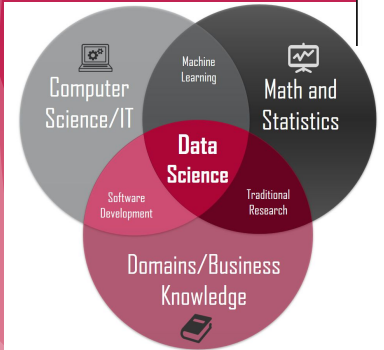 Computer
Science/IT
Machine
Learning
Math and
Statistics
Data
Science
Software
Development
Traditional
Research
Domains/Business
Knowledge